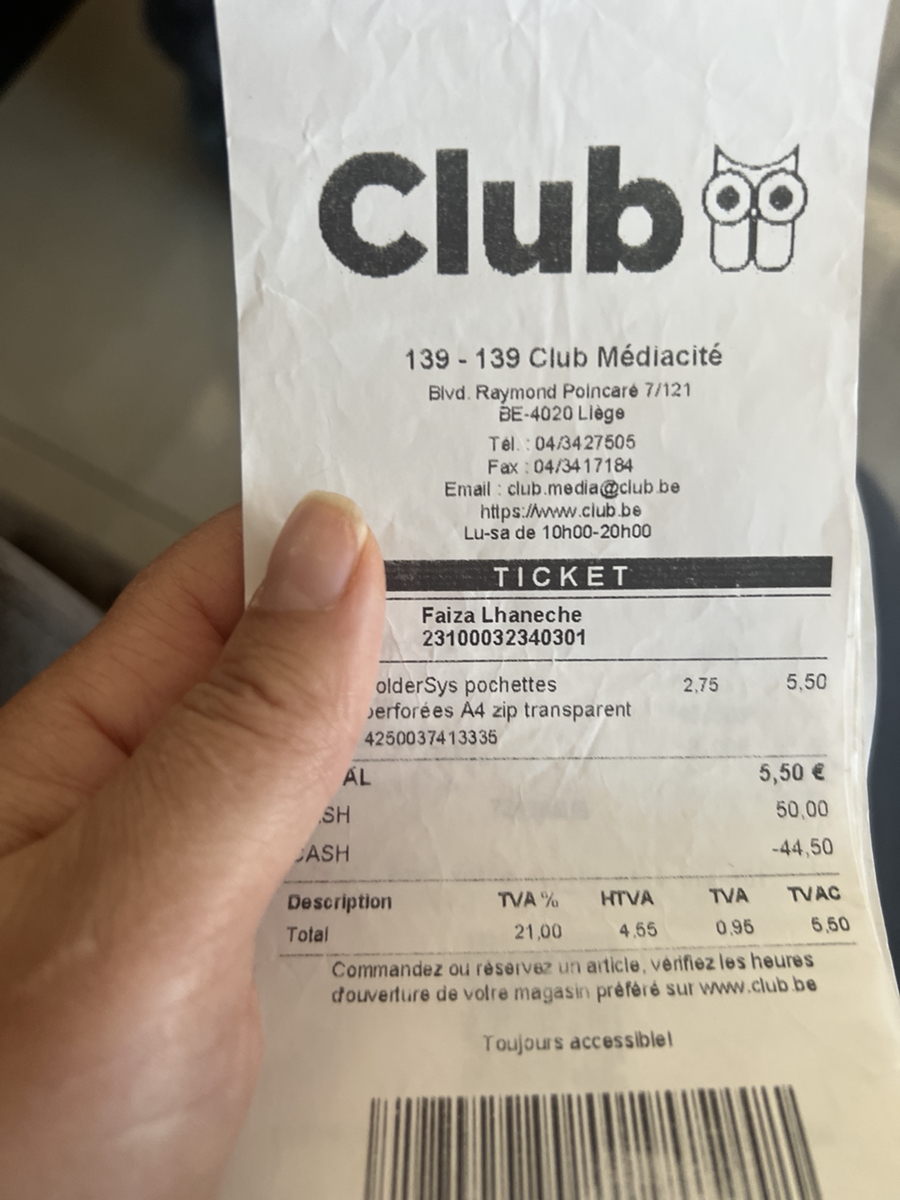 Club
139 - 139 Club Médiacité
Blvd. Raymond Poincaré 7/121
BE-4020 Liège
Tél. : 04/3427505
Fax : 04/3417184
Email : club.media@club.be
https://www.club.be
Lu-sa de 10h00-20h00
TICKET
Faiza Lhaneche
23100032340301
olderSys pochettes 2,75 5,50
perforées A4 zip transparent
4250037413335
AL 5,50 €
SH 50,00
CASH -44,50
Description TVA % HTVA TVA TVAC
Total 21,00 4,55 0,95 5,50
Commandez ou réservez un article, vérifiez les heures
d'ouverture de votre magasin préféré sur www.club.be
Toujours accessible!